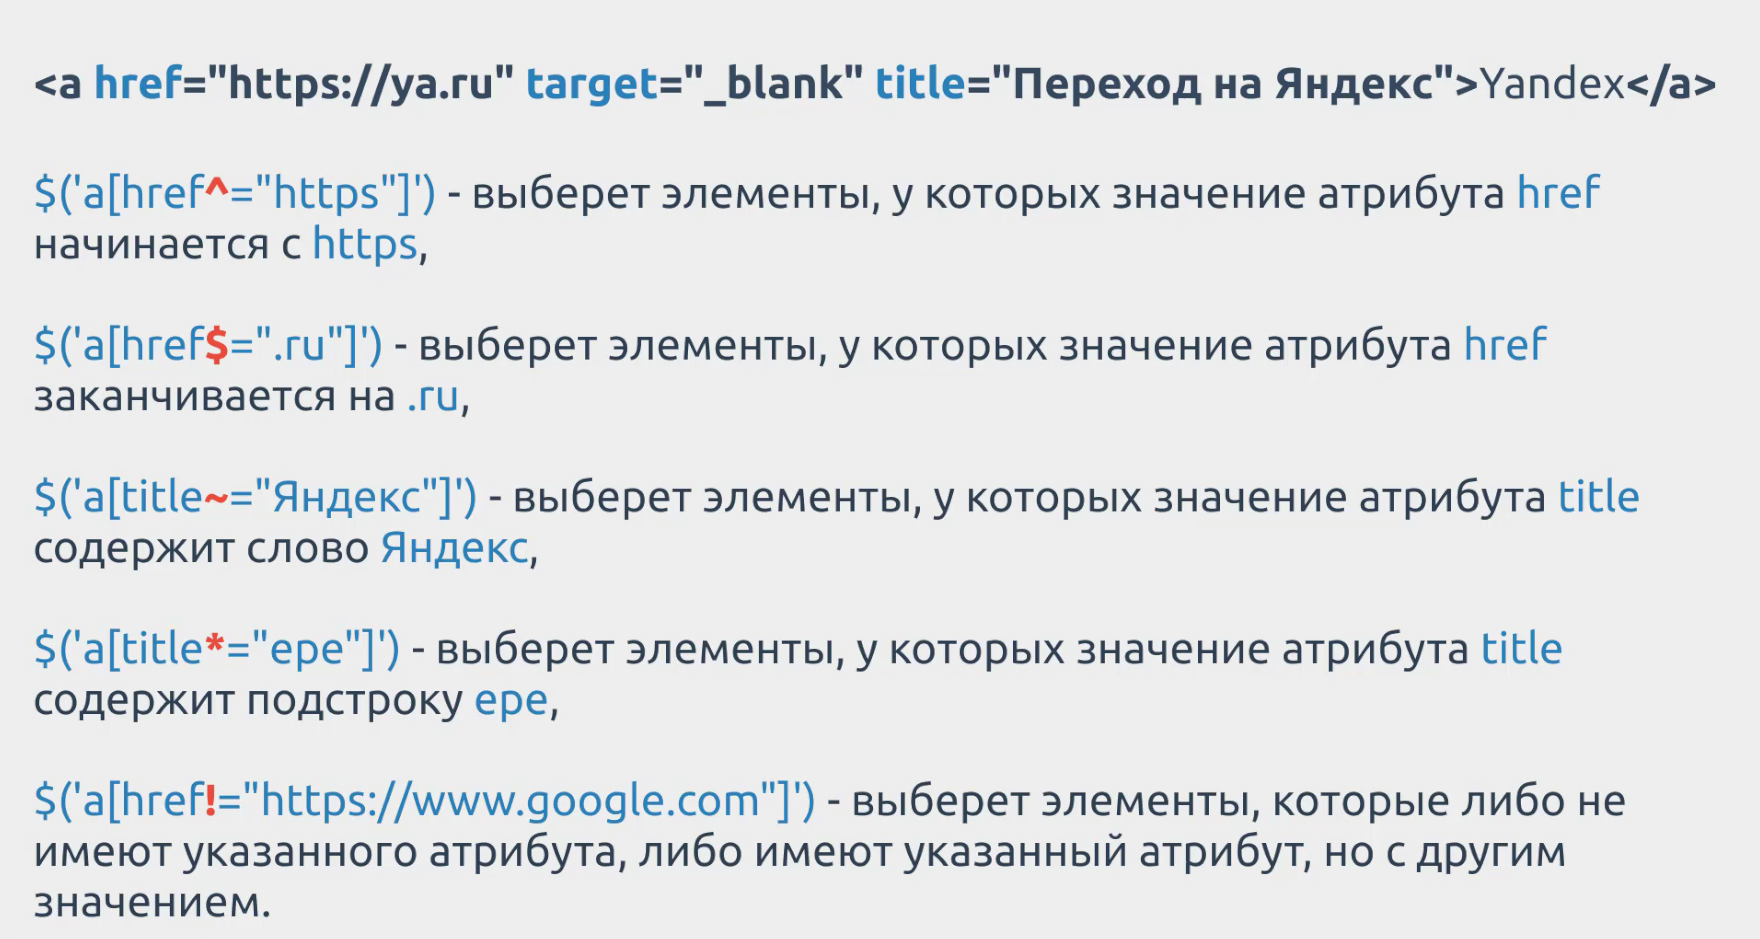 <a href="https://ya.ru" target="_blank" title="Переход на Яндекс">Yandex</a>
$('a[href^="https"]') - выберет элементы, у которых значение атрибута href
начинается с https,
$('a[href$=".ru"]') - выберет элементы, у которых значение атрибута href
заканчивается на .ru,
$('a[title~="Яндекс"]') - выберет элементы, у которых значение атрибута title
содержит слово Яндекс,
$('a[title*="ере"]') - выберет элементы, у которых значение атрибута title
содержит подстроку ере,
$('a[href!="https://www.google.com"]') - выберет элементы, которые либо не
имеют указанного атрибута, либо имеют указанный атрибут, но с другим
значением.